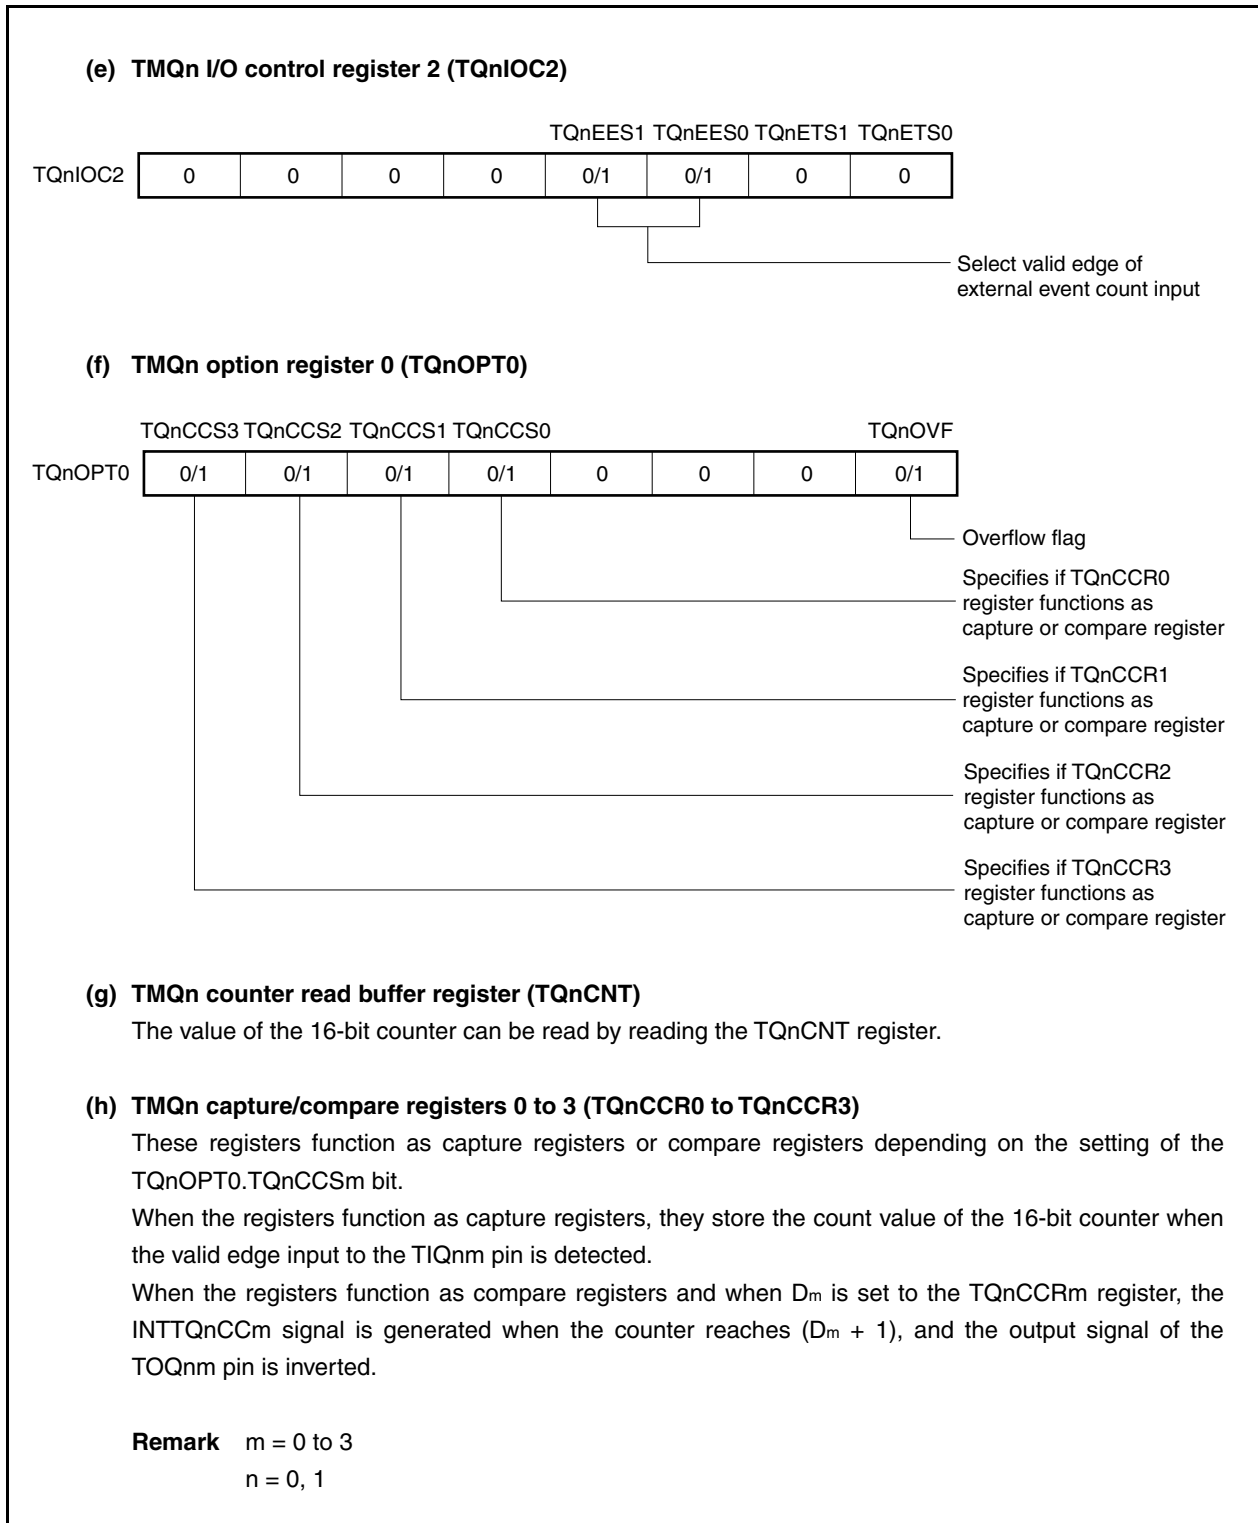 (e) TMQn I/O control register 2 (TQnIOC2)
TQnEES1 TQnEES0 TQnETS1 TQnETS0
TQnIOC2 0 0 0 0 0/1 0/1 0 0
Select valid edge of
external event count input
(f) TMQn option register 0 (TQnOPT0)
TQnCCS3 TQnCCS2 TQnCCS1 TQnCCS0 TQnOVF
TQnOPT0 0/1 0/1 0/1 0/1 0 0 0 0/1
Overflow flag
Specifies if TQnCCR0
register functions as
capture or compare register
Specifies if TQnCCR1
register functions as
capture or compare register
Specifies if TQnCCR2
register functions as
capture or compare register
Specifies if TQnCCR3
register functions as
capture or compare register
(g) TMQn counter read buffer register (TQnCNT)
The value of the 16-bit counter can be read by reading the TQnCNT register.
(h) TMQn capture/compare registers 0 to 3 (TQnCCR0 to TQnCCR3)
These registers function as capture registers or compare registers depending on the setting of the
TQnOPT0.TQnCCSm bit.
When the registers function as capture registers, they store the count value of the 16-bit counter when
the valid edge input to the TIQnm pin is detected.
When the registers function as compare registers and when Dm is set to the TQnCCRm register, the
INTTQnCCm signal is generated when the counter reaches (Dm + 1), and the output signal of the
TOQnm pin is inverted.
Remark m = 0 to 3
n = 0, 1